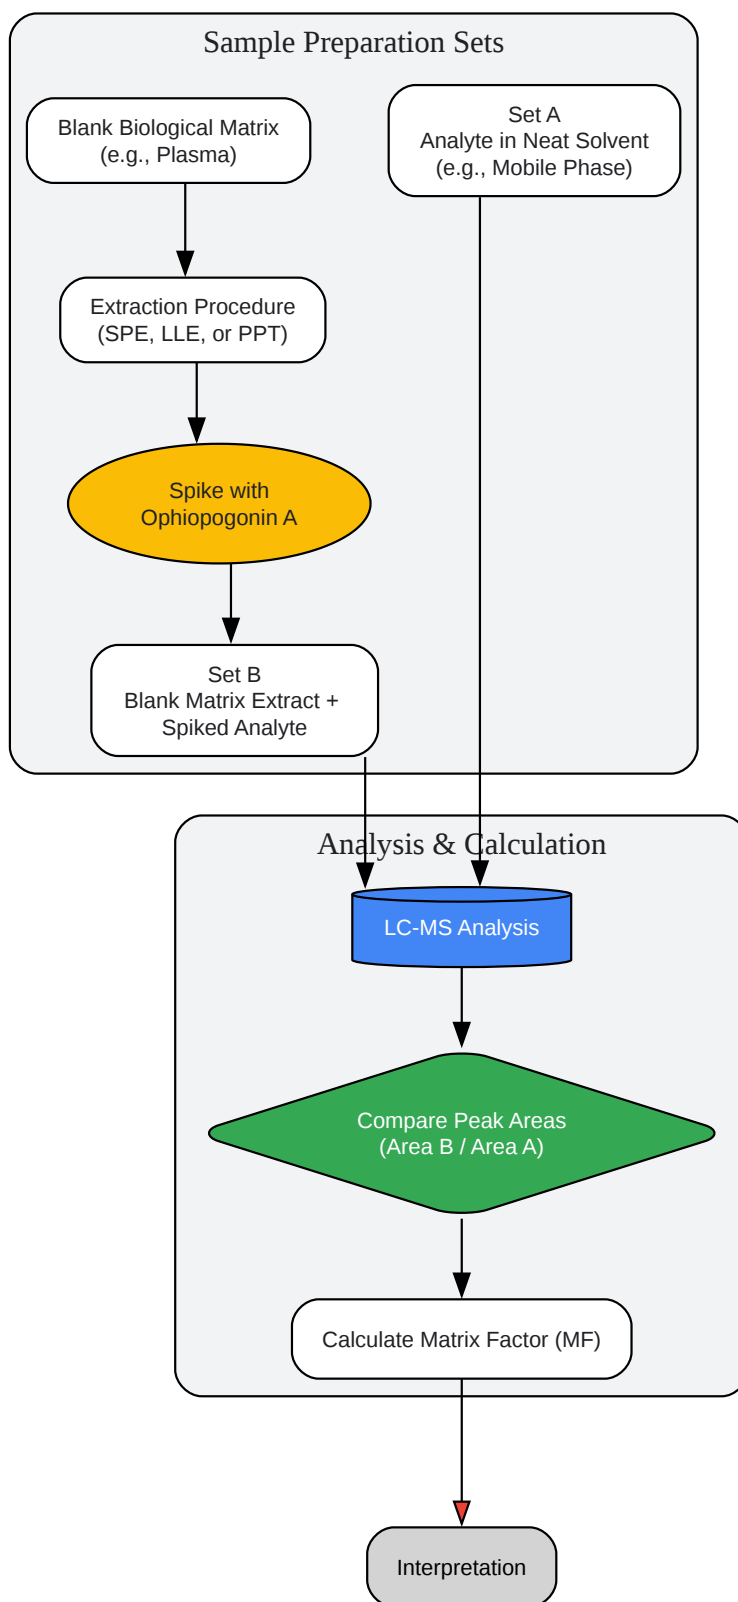 Sample Preparation Sets
Blank Biological Matrix
(e.g., Plasma)
Set A
Analyte in Neat Solvent
(e.g., Mobile Phase)
Extraction Procedure
(SPE, LLE, or PPT)
Spike with
Ophiopogonin A
Set B
Blank Matrix Extract +
Spiked Analyte
Analysis & Calculation
LC-MS Analysis
Compare Peak Areas
(Area B / Area A)
Calculate Matrix Factor (MF)
Interpretation